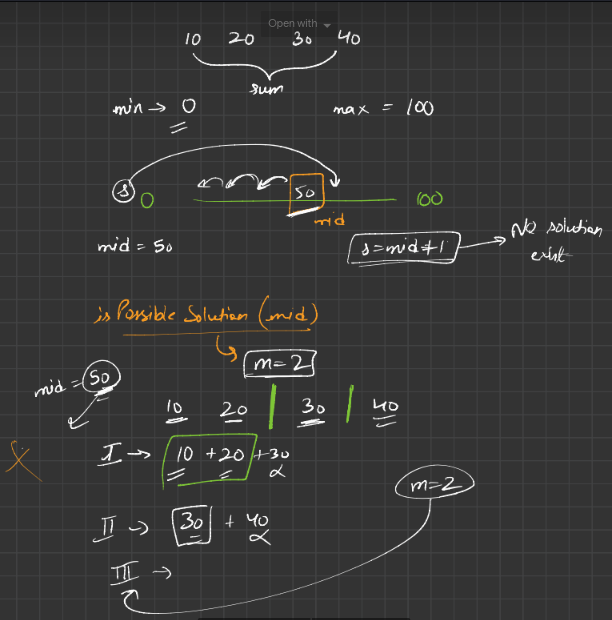 Open with
10 20 30 40
sum
min → 0 max = 100
s 0 50 100
mid
mid = 50 s=mid+1 → No solution
exist
is Possible Solution (mid)
m=2
mid = 50
10 20 | 30 | 40
I → 10 + 20 + 30
m=2
II → 30 + 40
III →